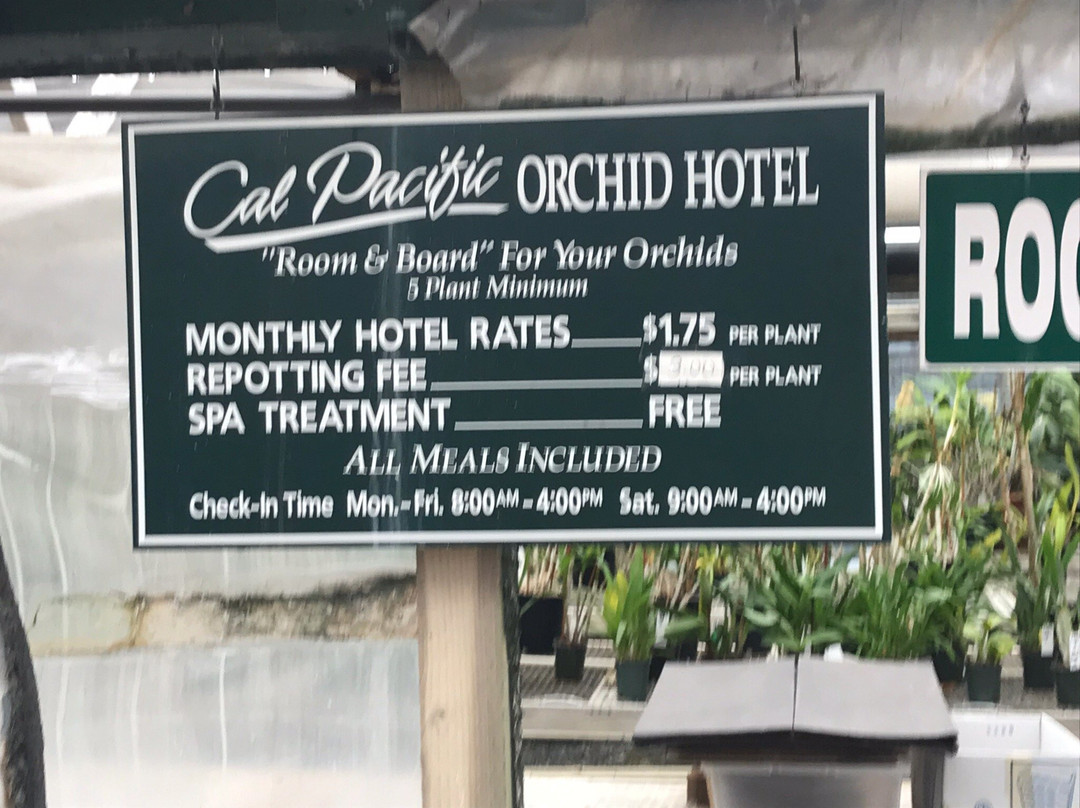 Cal Pacific ORCHID HOTEL
"Room & Board" For Your Orchids
5 Plant Minimum
MONTHLY HOTEL RATES $1.75 PER PLANT
REPOTTING FEE $3.00 PER PLANT
SPA TREATMENT FREE
ALL MEALS INCLUDED
Check-In Time Mon.-Fri. 8:00AM-4:00PM Sat. 9:00AM-4:00PM